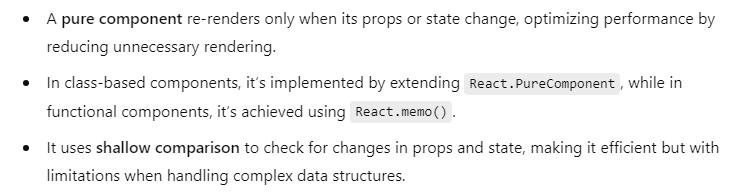 • A pure component re-renders only when its props or state change, optimizing performance by
reducing unnecessary rendering.
• In class-based components, it's implemented by extending React.PureComponent , while in
functional components, it's achieved using React.memo() .
• It uses shallow comparison to check for changes in props and state, making it efficient but with
limitations when handling complex data structures.